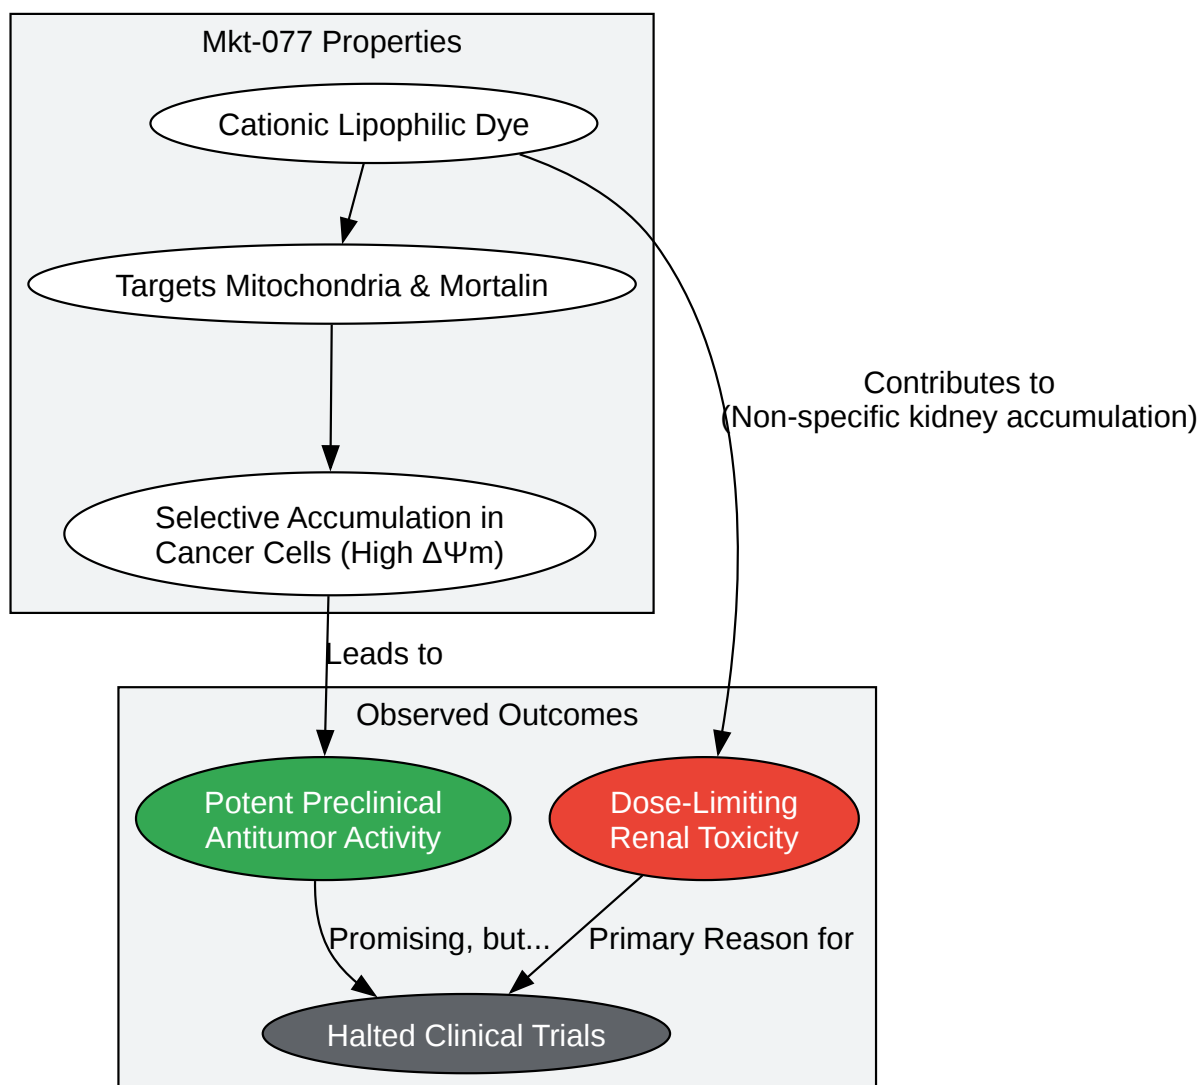 Mkt-077 Properties
Cationic Lipophilic Dye
Targets Mitochondria & Mortalin
Contributes to
(Non-specific kidney accumulation)
Selective Accumulation in
Cancer Cells (High ΔΨm)
Leads to
Observed Outcomes
Potent Preclinical
Antitumor Activity
Dose-Limiting
Renal Toxicity
Promising, but...
Primary Reason for
Halted Clinical Trials